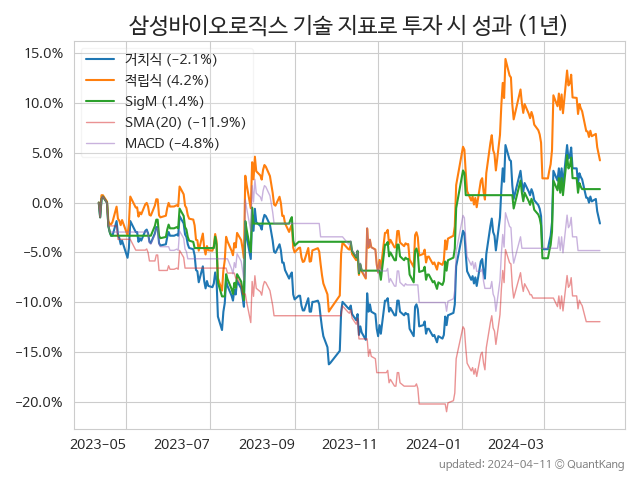 삼성바이오로직스 기술 지표로 투자 시 성과 (1년)
거치식 (−2.1%)
적립식 (4.2%)
SigM (1.4%)
SMA(20) (−11.9%)
MACD (−4.8%)
15.0%
10.0%
5.0%
0.0%
−5.0%
−10.0%
−15.0%
−20.0%
2023-05 2023-07 2023-09 2023-11 2024-01 2024-03
updated: 2024-04-11 ⓒ QuantKang